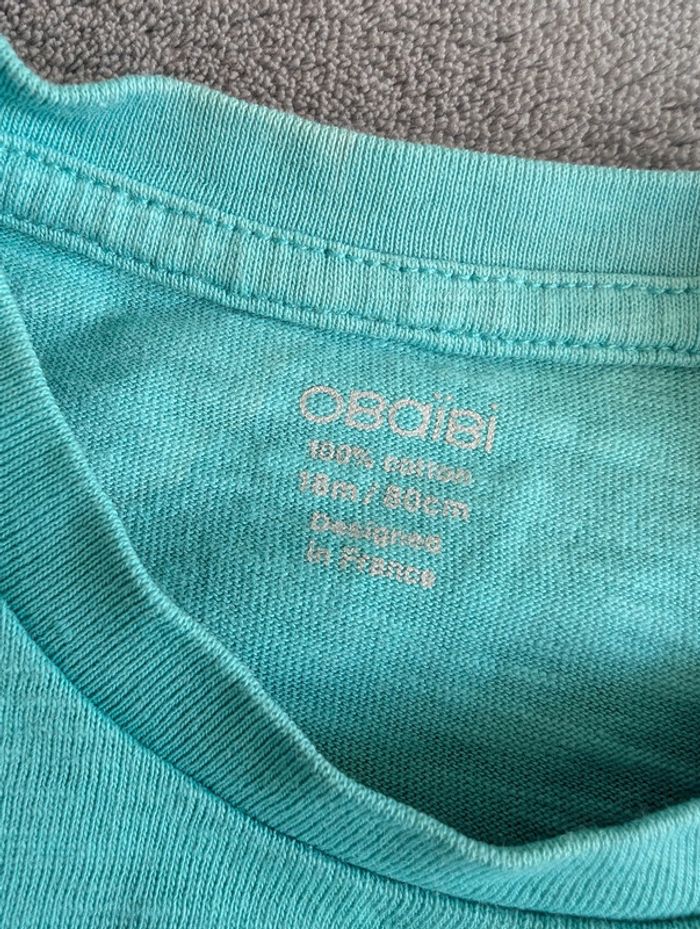 OBaïBi
100% cotton
18m / 80cm
Designed
in France